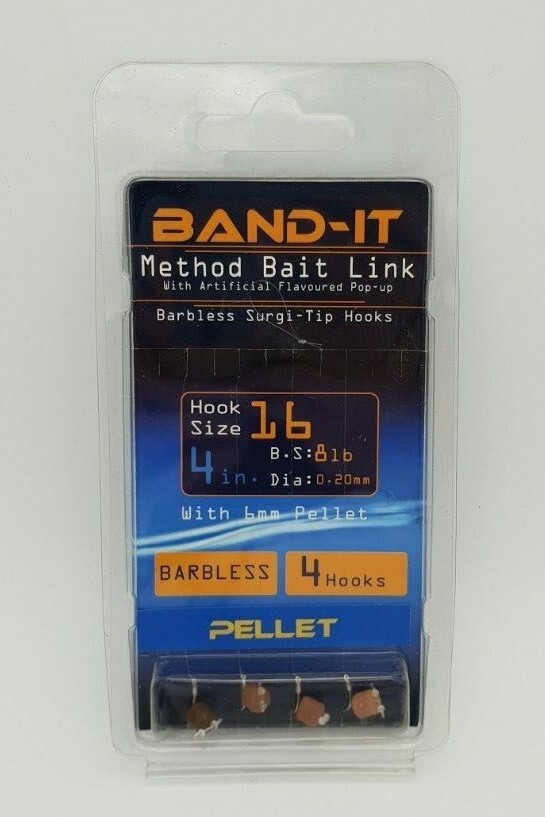 BAND-IT
Method Bait Link
With Artificial Flavoured Pop-up
Barbless Surgi-Tip Hooks
Hook Size 16
4in. B.S:8lb
Dia:0.20mm
With 6mm Pellet
BARBLESS
4 Hooks
PELLET